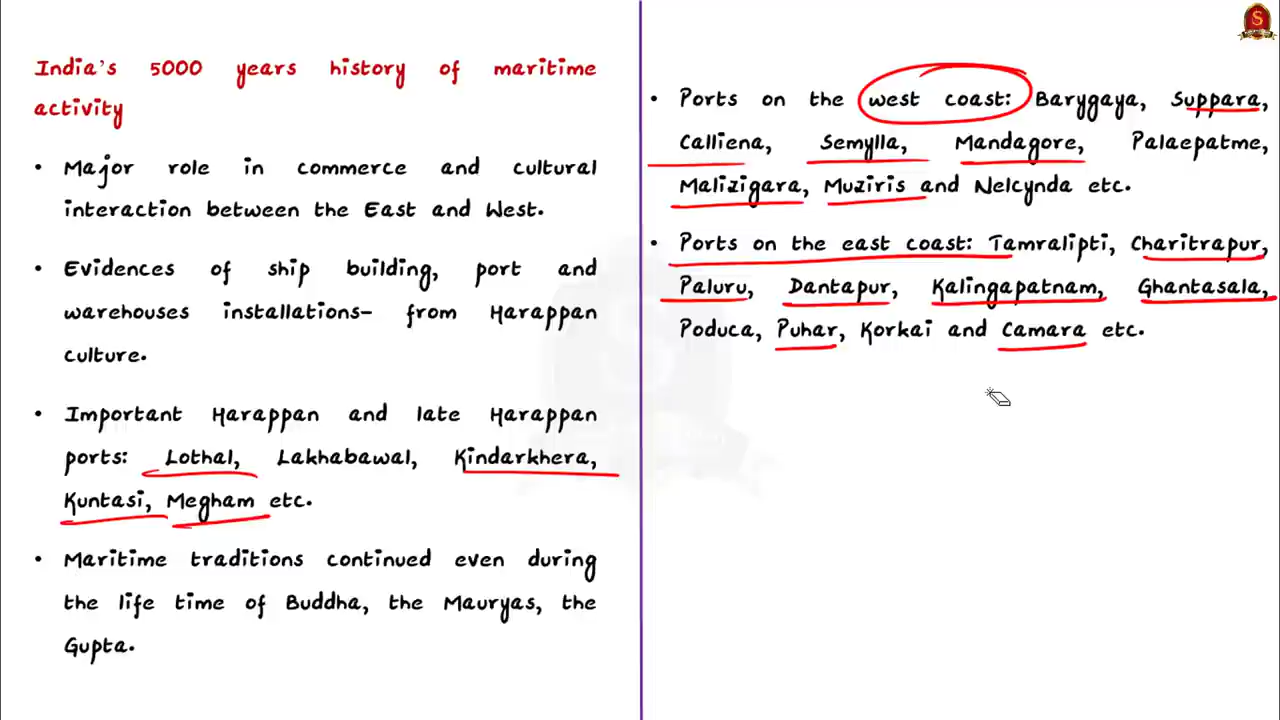 India's 5000 years history of maritime
activity
• Major role in commerce and cultural
interaction between the East and West.
• Evidences of ship building, port and
warehouses installations- from Harappan
culture.
• Important Harappan and late Harappan
ports: Lothal, Lakhabawal, Kindarkhera,
Kuntasi, Megham etc.
• Maritime traditions continued even during
the life time of Buddha, the Mauryas, the
Gupta.
• Ports on the west coast: Barygaya, Suppara,
Calliena, Semylla, Mandagore, Palaepatme,
Malizigara, Muziris and Nelcynda etc.
• Ports on the east coast: Tamralipti, Charitrapur,
Paluru, Dantapur, Kalingapatnam, Ghantasala,
Poduca, Puhar, Korkai and Camara etc.